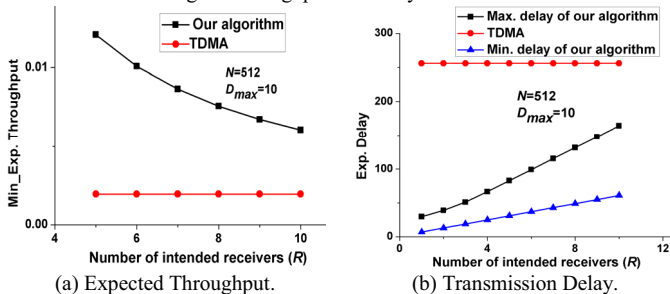 Our algorithm
TDMA
N=512
Dmax=10
0.01
0.00
Min_Exp. Throughput
4
6
8
10
Number of intended receivers (R)
(a) Expected Throughput.
Max. delay of our algorithm
TDMA
Min. delay of our algorithm
N=512
Dmax=10
300
200
100
0
Exp. Delay
0
4
8
12
Number of intended receivers (R)
(b) Transmission Delay.